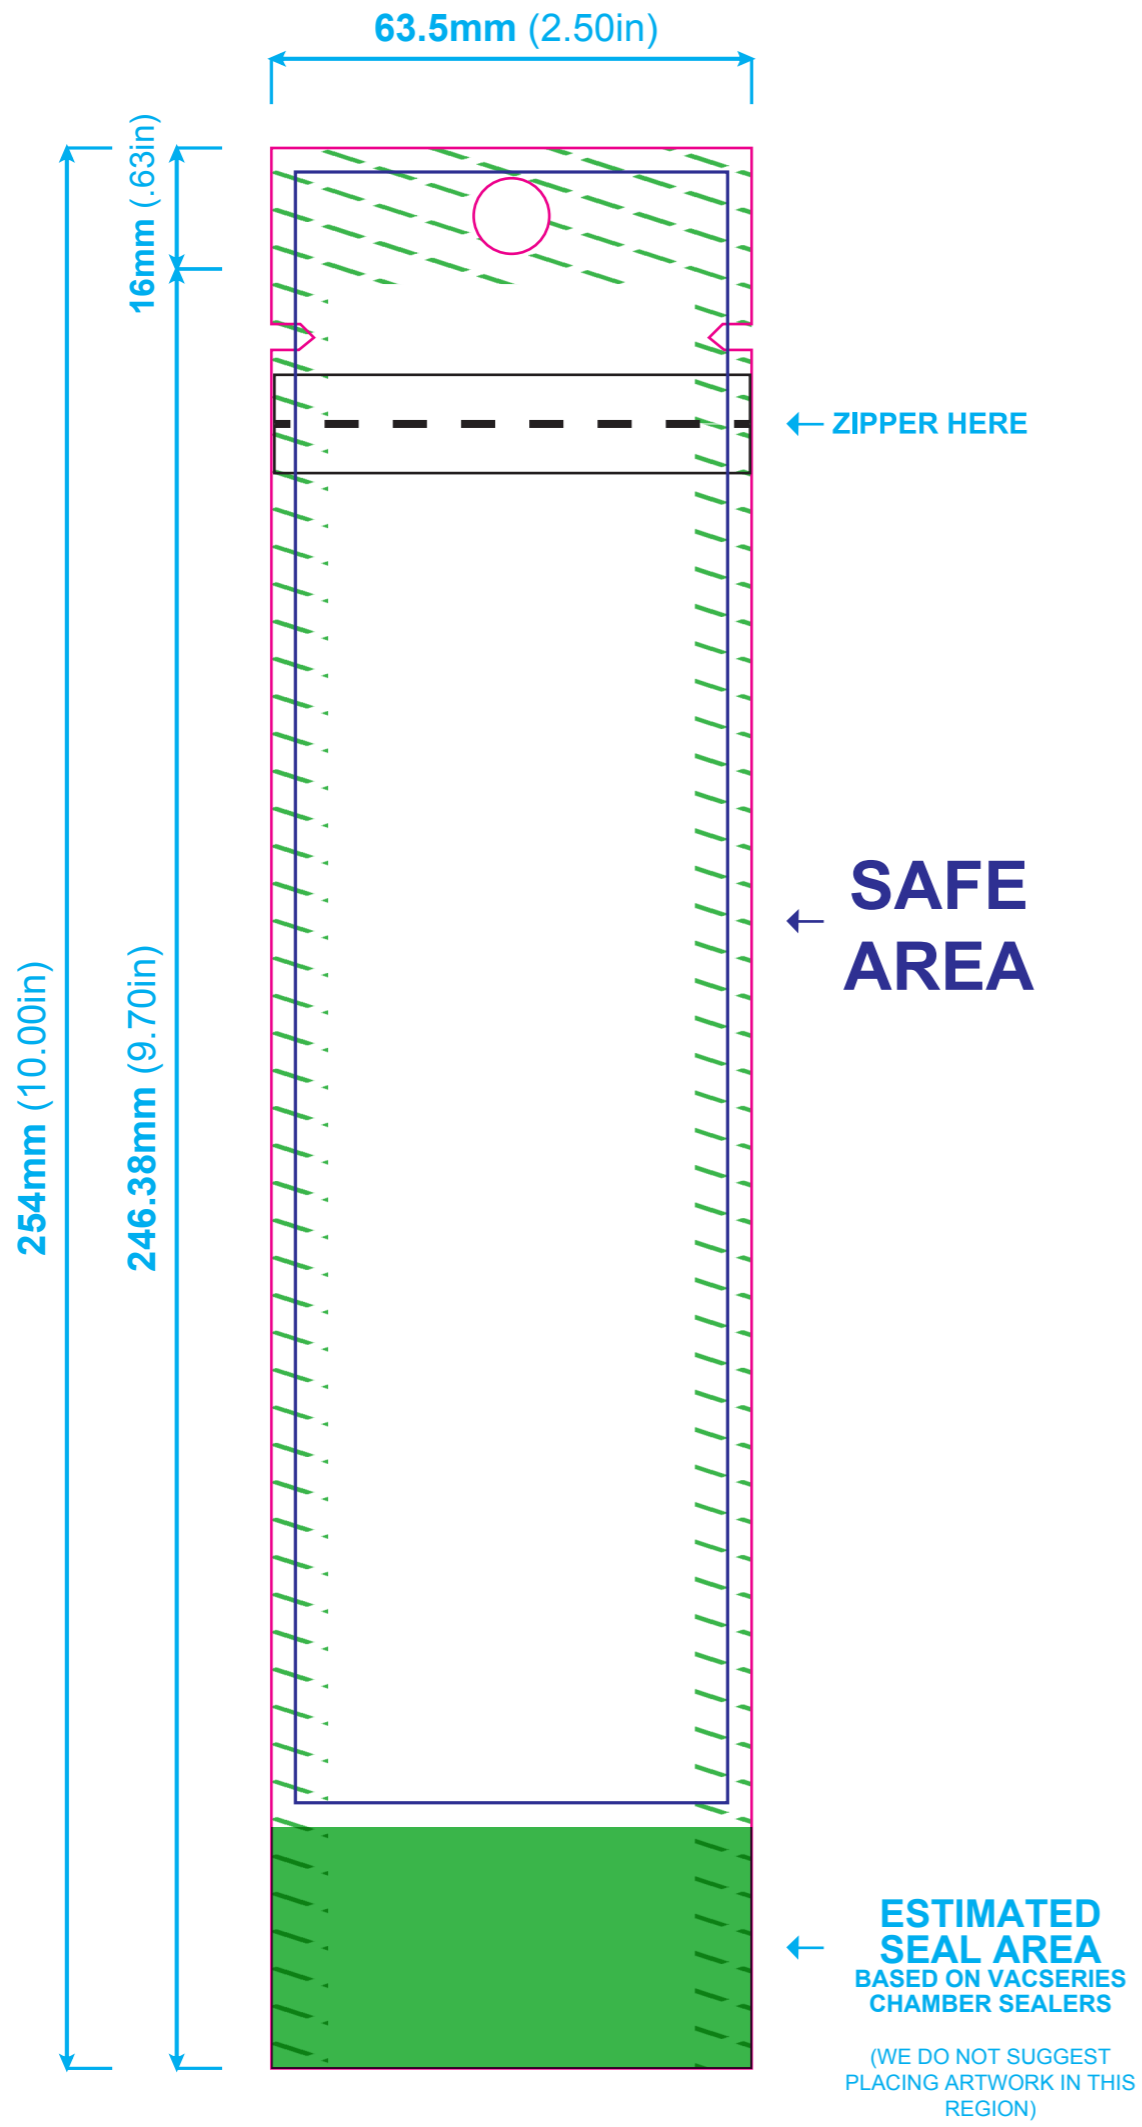 63.5mm (2.50in)
16mm (.63in)
254mm (10.00in)
246.38mm (9.70in)
ZIPPER HERE
SAFE
AREA
ESTIMATED
SEAL AREA
BASED ON VACSERIES
CHAMBER SEALERS
(WE DO NOT SUGGEST
PLACING ARTWORK IN THIS
REGION)